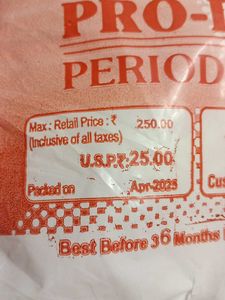 PRO-
PERIOD
Max : Retail Price : ₹ 250.00
(Inclusive of all taxes)
U.S.P.₹:25.00
Packed on Apr-2025
Cus
Best Before 36 Months